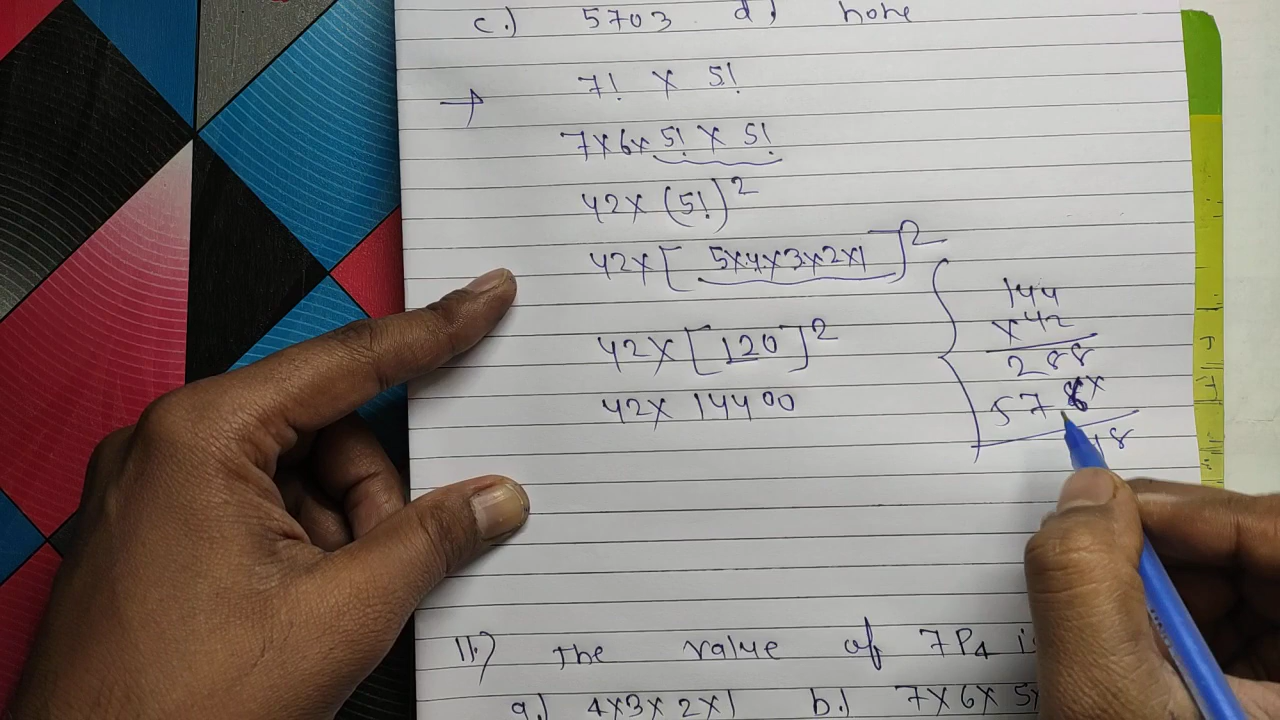 c.) 5703 d) none
→ 7! × 5!
7×6× 5! × 5!
42× (5!)²
42×[ 5×4×3×2×1 ]²
42× [120]²
42× 14400
144
×42
288
576×
48
11.) The value of 7P4 is
a.) 4×3×2×1 b.) 7×6×5×